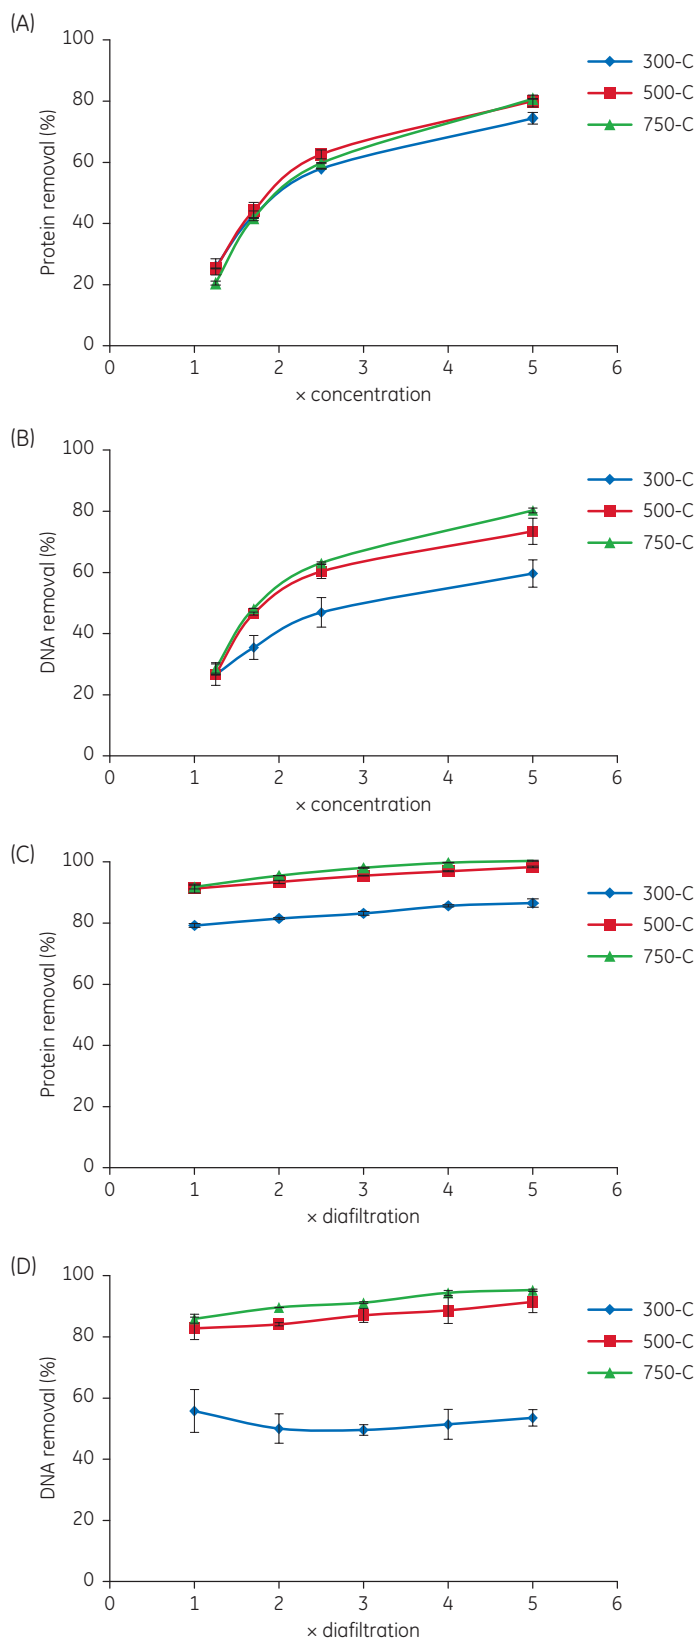 (A)
100
80
60
40
20
0
Protein removal (%)
0 1 2 3 4 5 6
× concentration
300-C
500-C
750-C
(B)
100
80
60
40
20
0
DNA removal (%)
0 1 2 3 4 5 6
× concentration
300-C
500-C
750-C
(C)
100
80
60
40
20
0
Protein removal (%)
0 1 2 3 4 5 6
× diafiltration
300-C
500-C
750-C
(D)
100
80
60
40
20
0
DNA removal (%)
0 1 2 3 4 5 6
× diafiltration
300-C
500-C
750-C